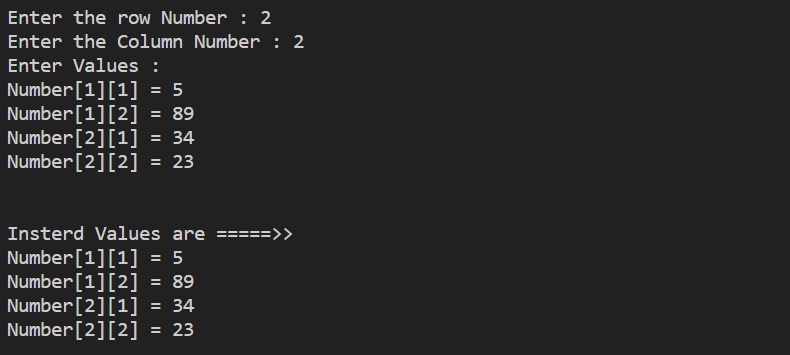 Enter the row Number : 2
Enter the Column Number : 2
Enter Values :
Number[1][1] = 5
Number[1][2] = 89
Number[2][1] = 34
Number[2][2] = 23
Insterd Values are =====>>
Number[1][1] = 5
Number[1][2] = 89
Number[2][1] = 34
Number[2][2] = 23